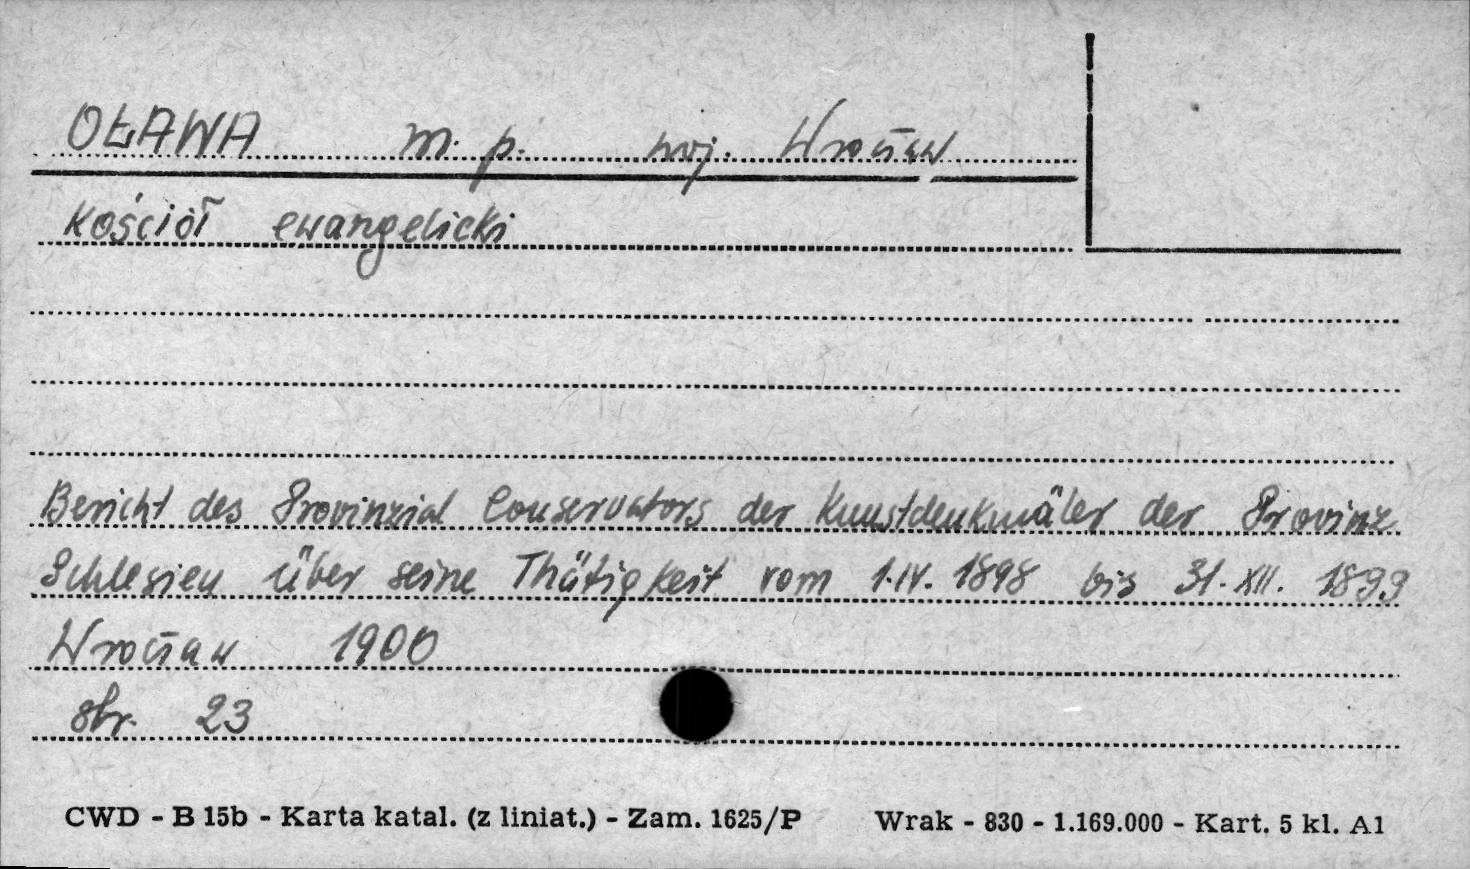 OŁAWA m. p. woj. Wrocław
kościół ewangelicki
Bericht des Provinzial Conservators der Kunstdenkmäler der Provinz
Schlesien über seine Thätigkeit vom 1.IV. 1898 bis 31.XII. 1899
Wrocław 1900
str. 23
CWD - B 15b - Karta katal. (z liniat.) - Zam. 1625/P Wrak - 830 - 1.169.000 - Kart. 5 kl. A1